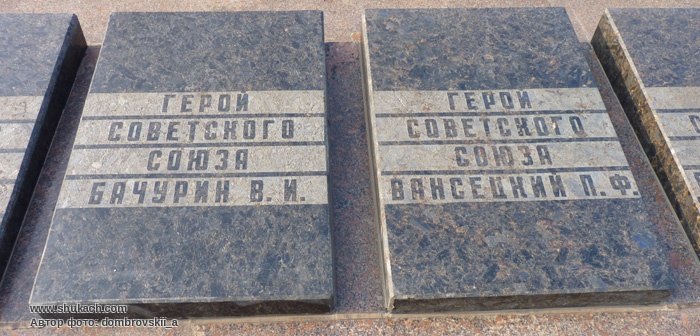 ГЕРОЙ
СОВЕТСКОГО
СОЮЗА
БАЧУРИН В. И.
ГЕРОЙ
СОВЕТСКОГО
СОЮЗА
ВАНСЕЦКИЙ П. Ф.
www.shukach.com
Автор фото: dombrovskii_a